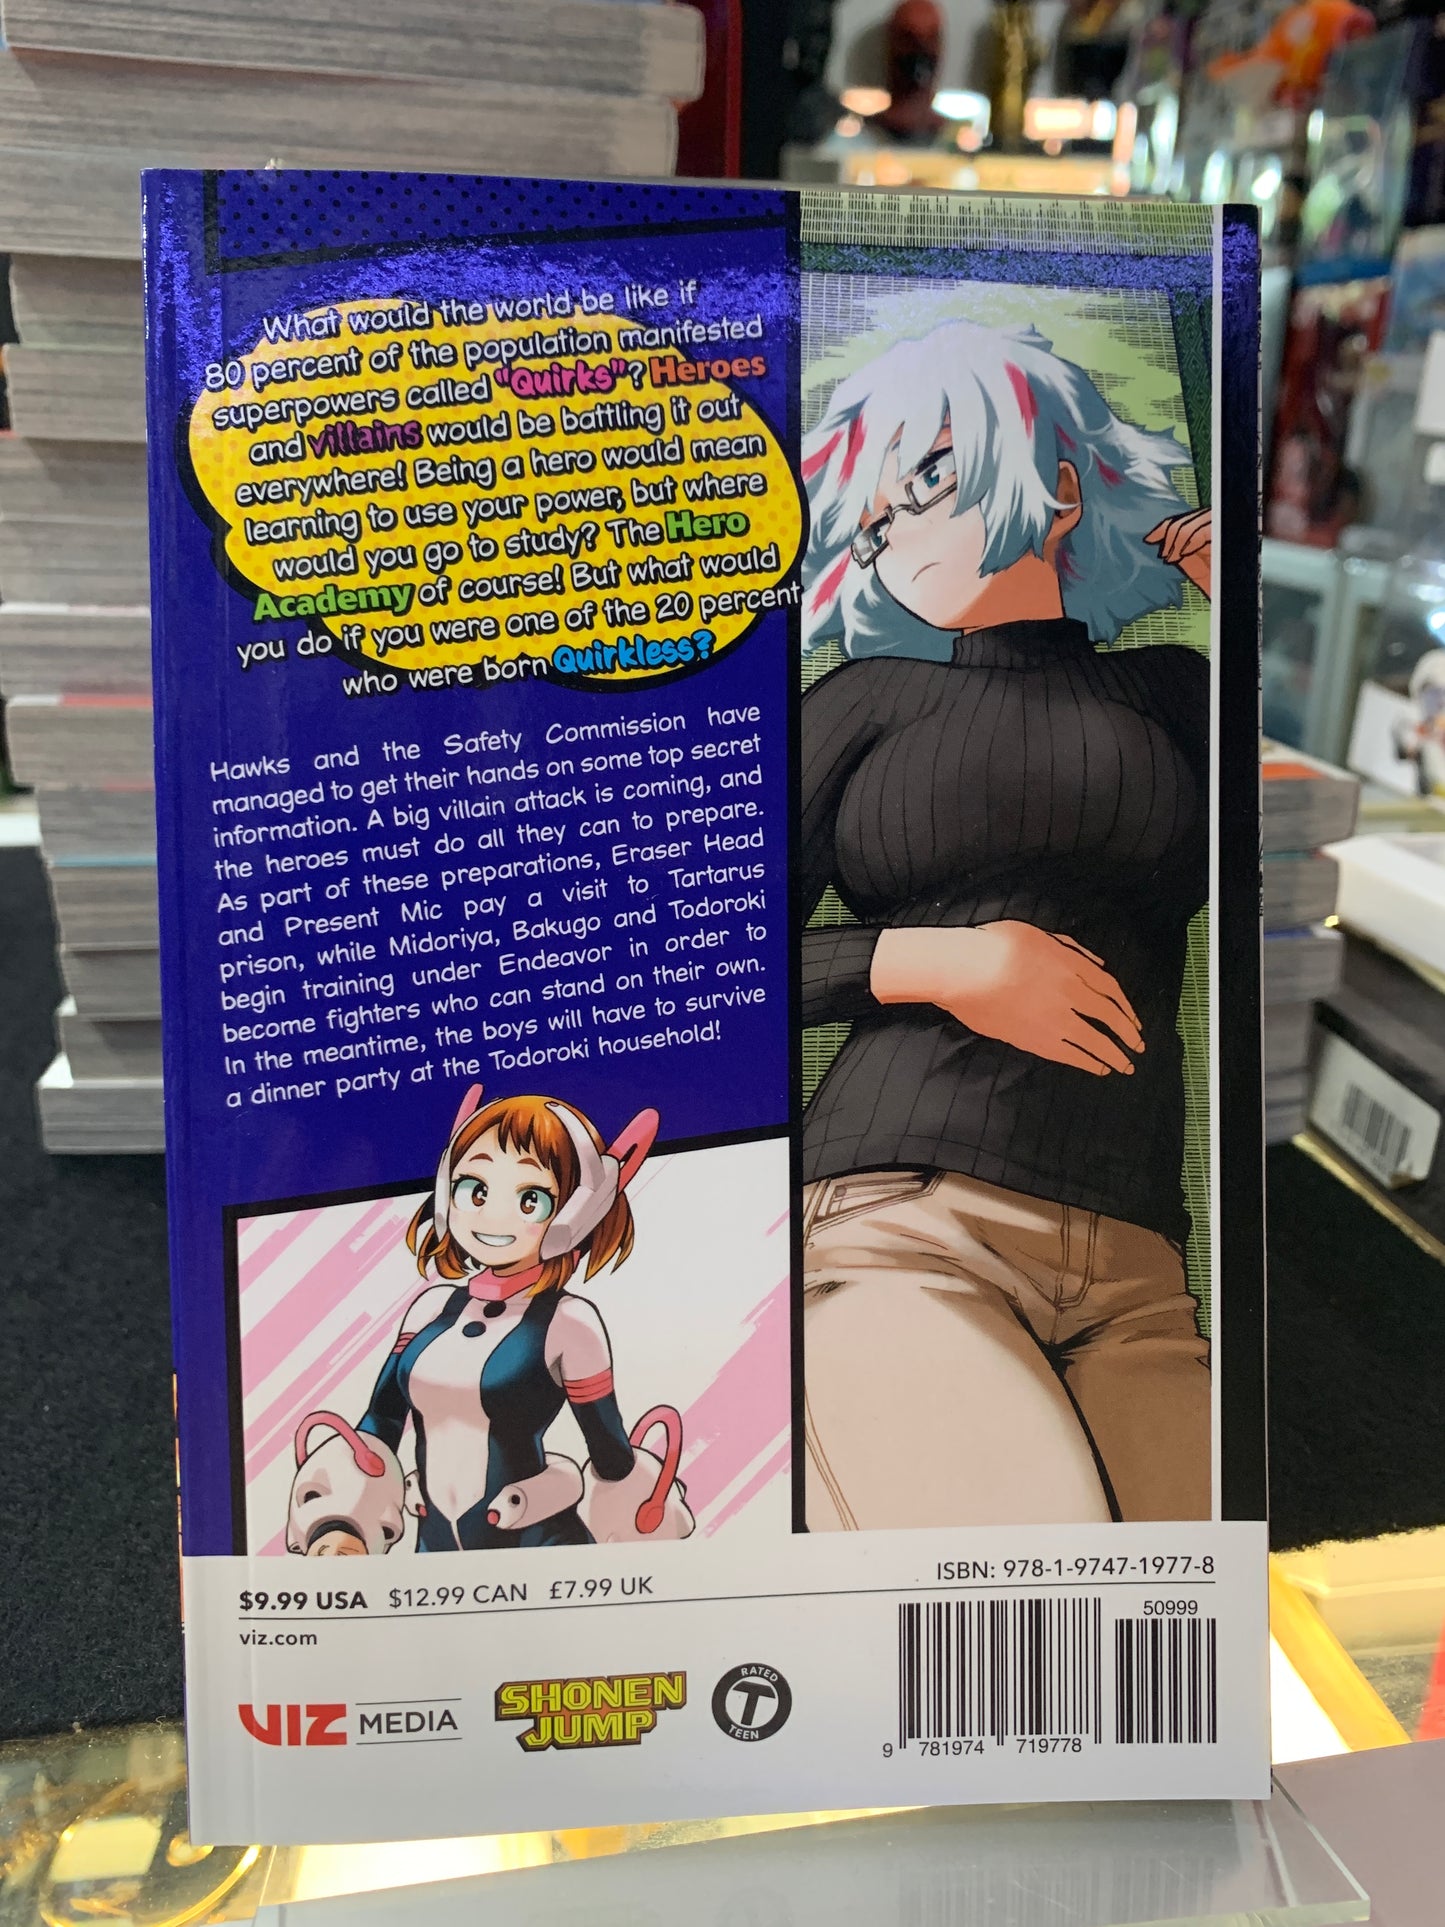 What would the world be like if
80 percent of the population manifested
superpowers called "Quirks"? Heroes
and villains would be battling it out
everywhere! Being a hero would mean
learning to use your power, but where
would you go to study? The Hero
Academy of course! But what would
you do if you were one of the 20 percent
who were born Quirkless?
Hawks and the Safety Commission have
managed to get their hands on some top secret
information. A big villain attack is coming, and
the heroes must do all they can to prepare.
As part of these preparations, Eraser Head
and Present Mic pay a visit to Tartarus
prison, while Midoriya, Bakugo and Todoroki
begin training under Endeavor in order to
become fighters who can stand on their own.
In the meantime, the boys will have to survive
a dinner party at the Todoroki household!
$9.99 USA $12.99 CAN £7.99 UK
ISBN: 978-1-9747-1977-8
viz.com
50999
VIZ MEDIA
SHONEN
JUMP
RATED
T
TEEN
9 781974 719778